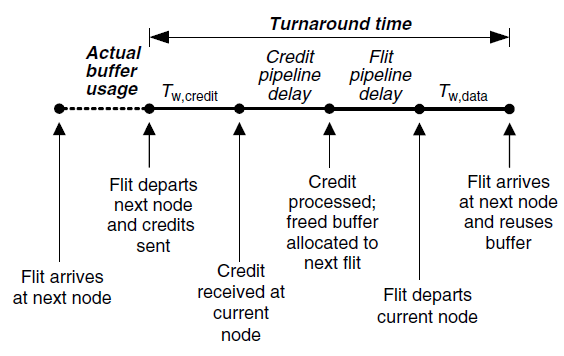 Turnaround time
Actual
buffer
usage
T_w,credit
Credit
pipeline
delay
Flit
pipeline
delay
T_w,data
Flit arrives
at next node
Flit departs
next node
and credits
sent
Credit
received at
current
node
Credit
processed;
freed buffer
allocated to
next flit
Flit departs
current node
Flit arrives
at next node
and reuses
buffer